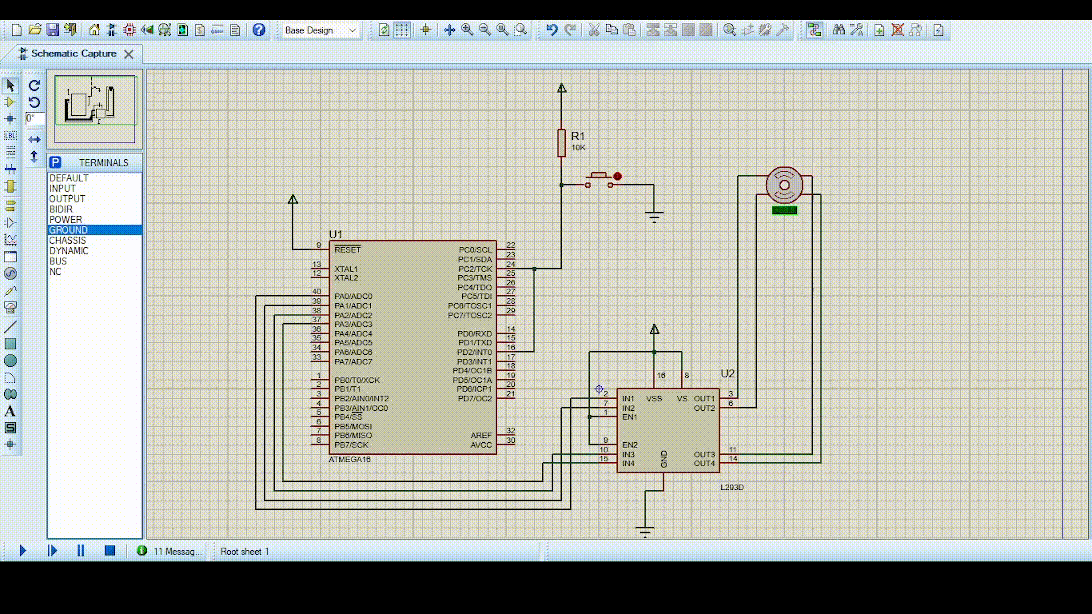 Base Design
Schematic Capture
0°
P TERMINALS
DEFAULT
INPUT
OUTPUT
BIDIR
POWER
GROUND
CHASSIS
DYNAMIC
BUS
NC
R1
10K
U1
9 RESET
13 XTAL1
12 XTAL2
40 PA0/ADC0
39 PA1/ADC1
38 PA2/ADC2
37 PA3/ADC3
36 PA4/ADC4
35 PA5/ADC5
34 PA6/ADC6
33 PA7/ADC7
1 PB0/T0/XCK
2 PB1/T1
3 PB2/AIN0/INT2
4 PB3/AIN1/OC0
5 PB4/SS
6 PB5/MOSI
7 PB6/MISO
8 PB7/SCK
PC0/SCL 22
PC1/SDA 23
PC2/TCK 24
PC3/TMS 25
PC4/TDO 26
PC5/TDI 27
PC6/TOSC1 28
PC7/TOSC2 29
PD0/RXD 14
PD1/TXD 15
PD2/INT0 16
PD3/INT1 17
PD4/OC1B 18
PD5/OC1A 19
PD6/ICP1 20
PD7/OC2 21
AREF 32
AVCC 30
ATMEGA16
U2
16 8
2 IN1 VSS VS OUT1 3
7 IN2 OUT2 6
1 EN1
9 EN2
10 IN3 OUT3 11
15 IN4 OUT4 14
GND
L293D
11 Messag...
Root sheet 1